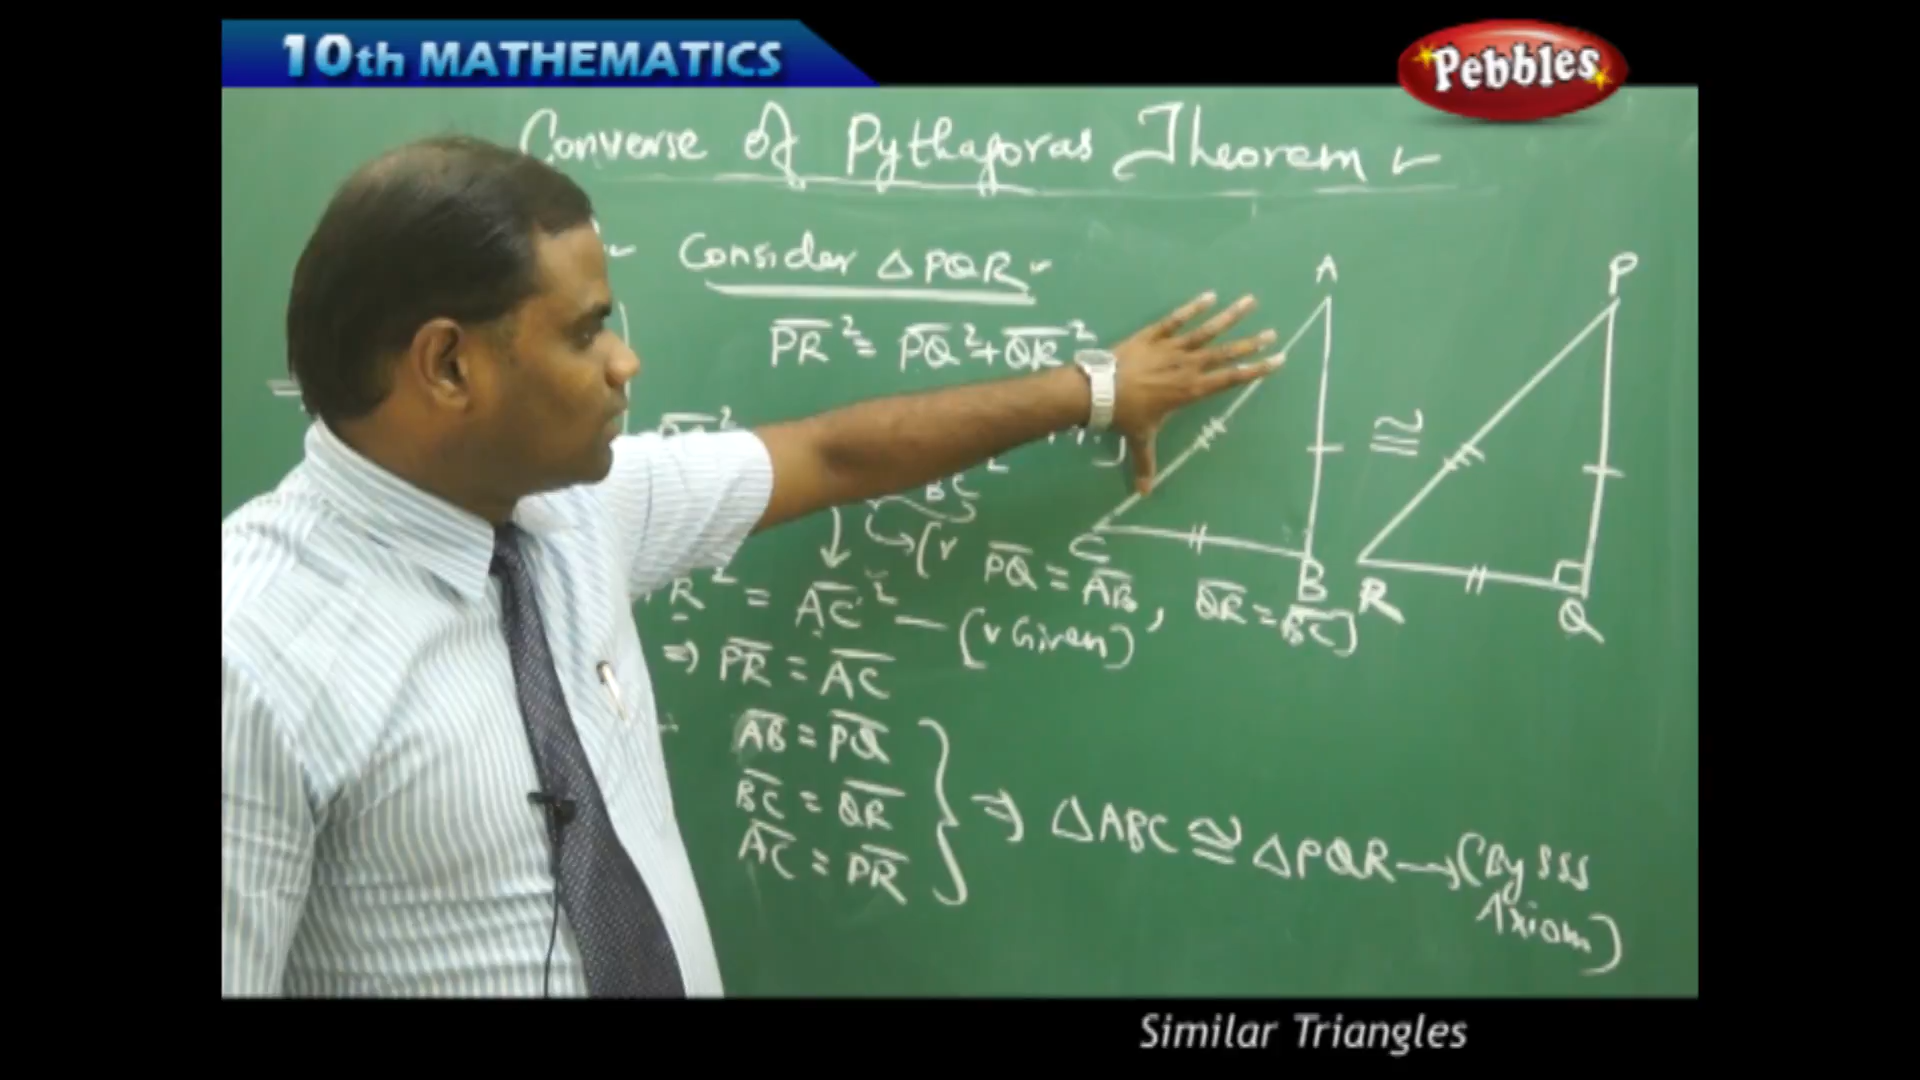 10th MATHEMATICS
Pebbles
Converse Of Pythagoras Theorem
Consider △PQR
PR² = PQ² + QR²
A
P
≅
BC²
C
B
R
Q
R² = AC² — (∵ Given)
(∵ PQ = AB, QR = BC)
⇒ PR = AC
AB = PQ
BC = QR
AC = PR
⇒ △ABC ≅ △PQR → (By SSS
Axiom)
Similar Triangles